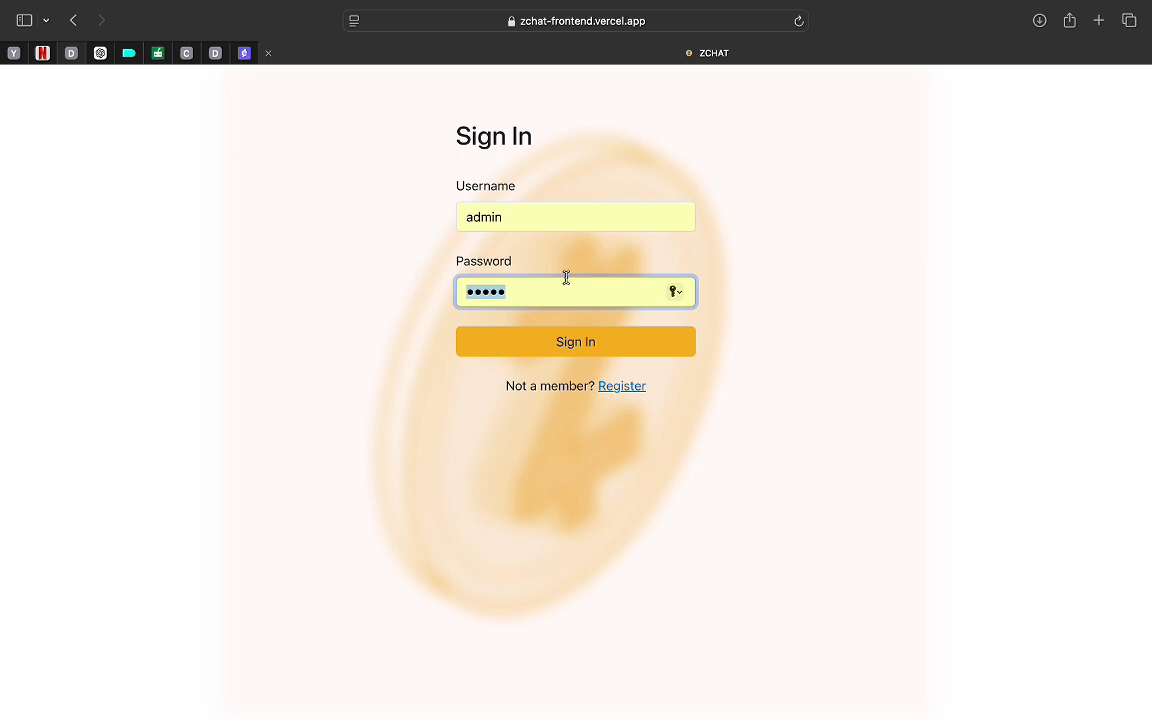 zchat-frontend.vercel.app
Y N D C D ZCHAT
Sign In
Username
admin
Password
•••••
Sign In
Not a member? Register